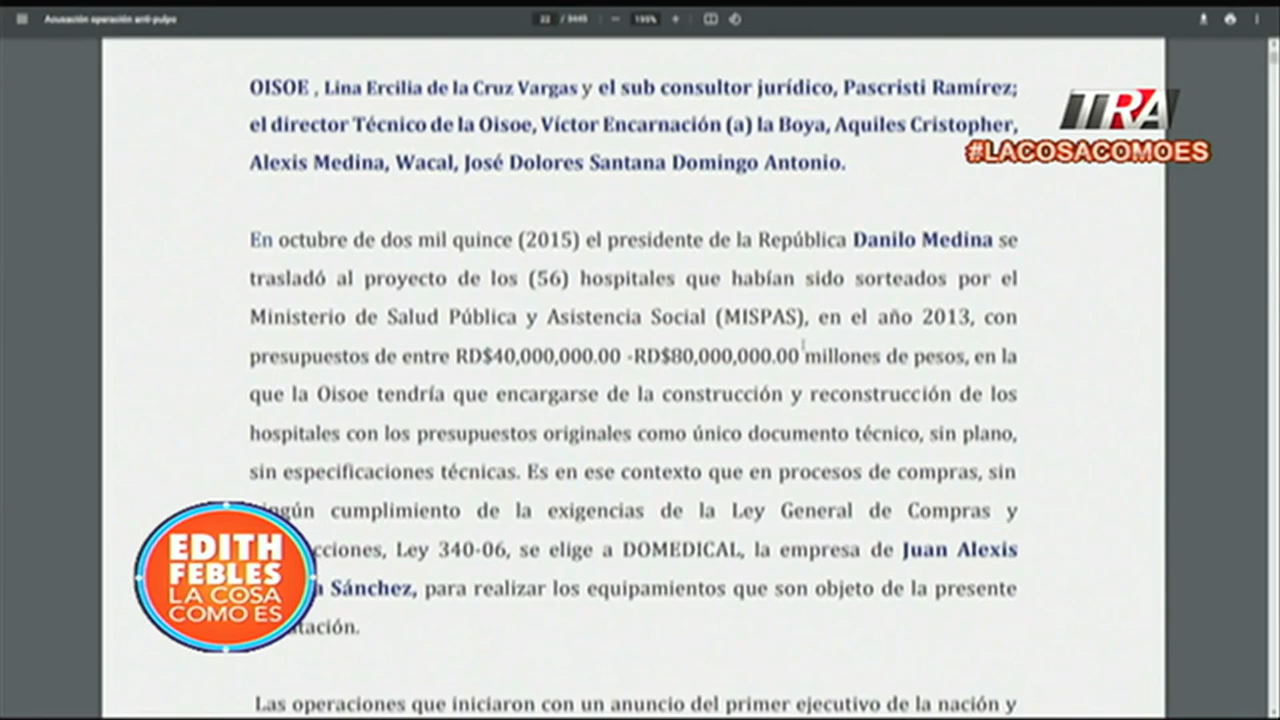 Acusación operación anti-pulpo
22 / 3445
195%
OISOE , Lina Ercilia de la Cruz Vargas y el sub consultor jurídico, Pascristi Ramírez;
el director Técnico de la Oisoe, Víctor Encarnación (a) la Boya, Aquiles Cristopher,
Alexis Medina, Wacal, José Dolores Santana Domingo Antonio.
TRA
#LACOSACOMOES
En octubre de dos mil quince (2015) el presidente de la República Danilo Medina se
trasladó al proyecto de los (56) hospitales que habían sido sorteados por el
Ministerio de Salud Pública y Asistencia Social (MISPAS), en el año 2013, con
presupuestos de entre RD$40,000,000.00 -RD$80,000,000.00 millones de pesos, en la
que la Oisoe tendría que encargarse de la construcción y reconstrucción de los
hospitales con los presupuestos originales como único documento técnico, sin plano,
sin especificaciones técnicas. Es en ese contexto que en procesos de compras, sin
ngún cumplimiento de la exigencias de la Ley General de Compras y
cciones, Ley 340-06, se elige a DOMEDICAL, la empresa de Juan Alexis
Sánchez, para realizar los equipamientos que son objeto de la presente
tación.
EDITH
FEBLES
LA COSA
COMO ES
Las operaciones que iniciaron con un anuncio del primer ejecutivo de la nación y